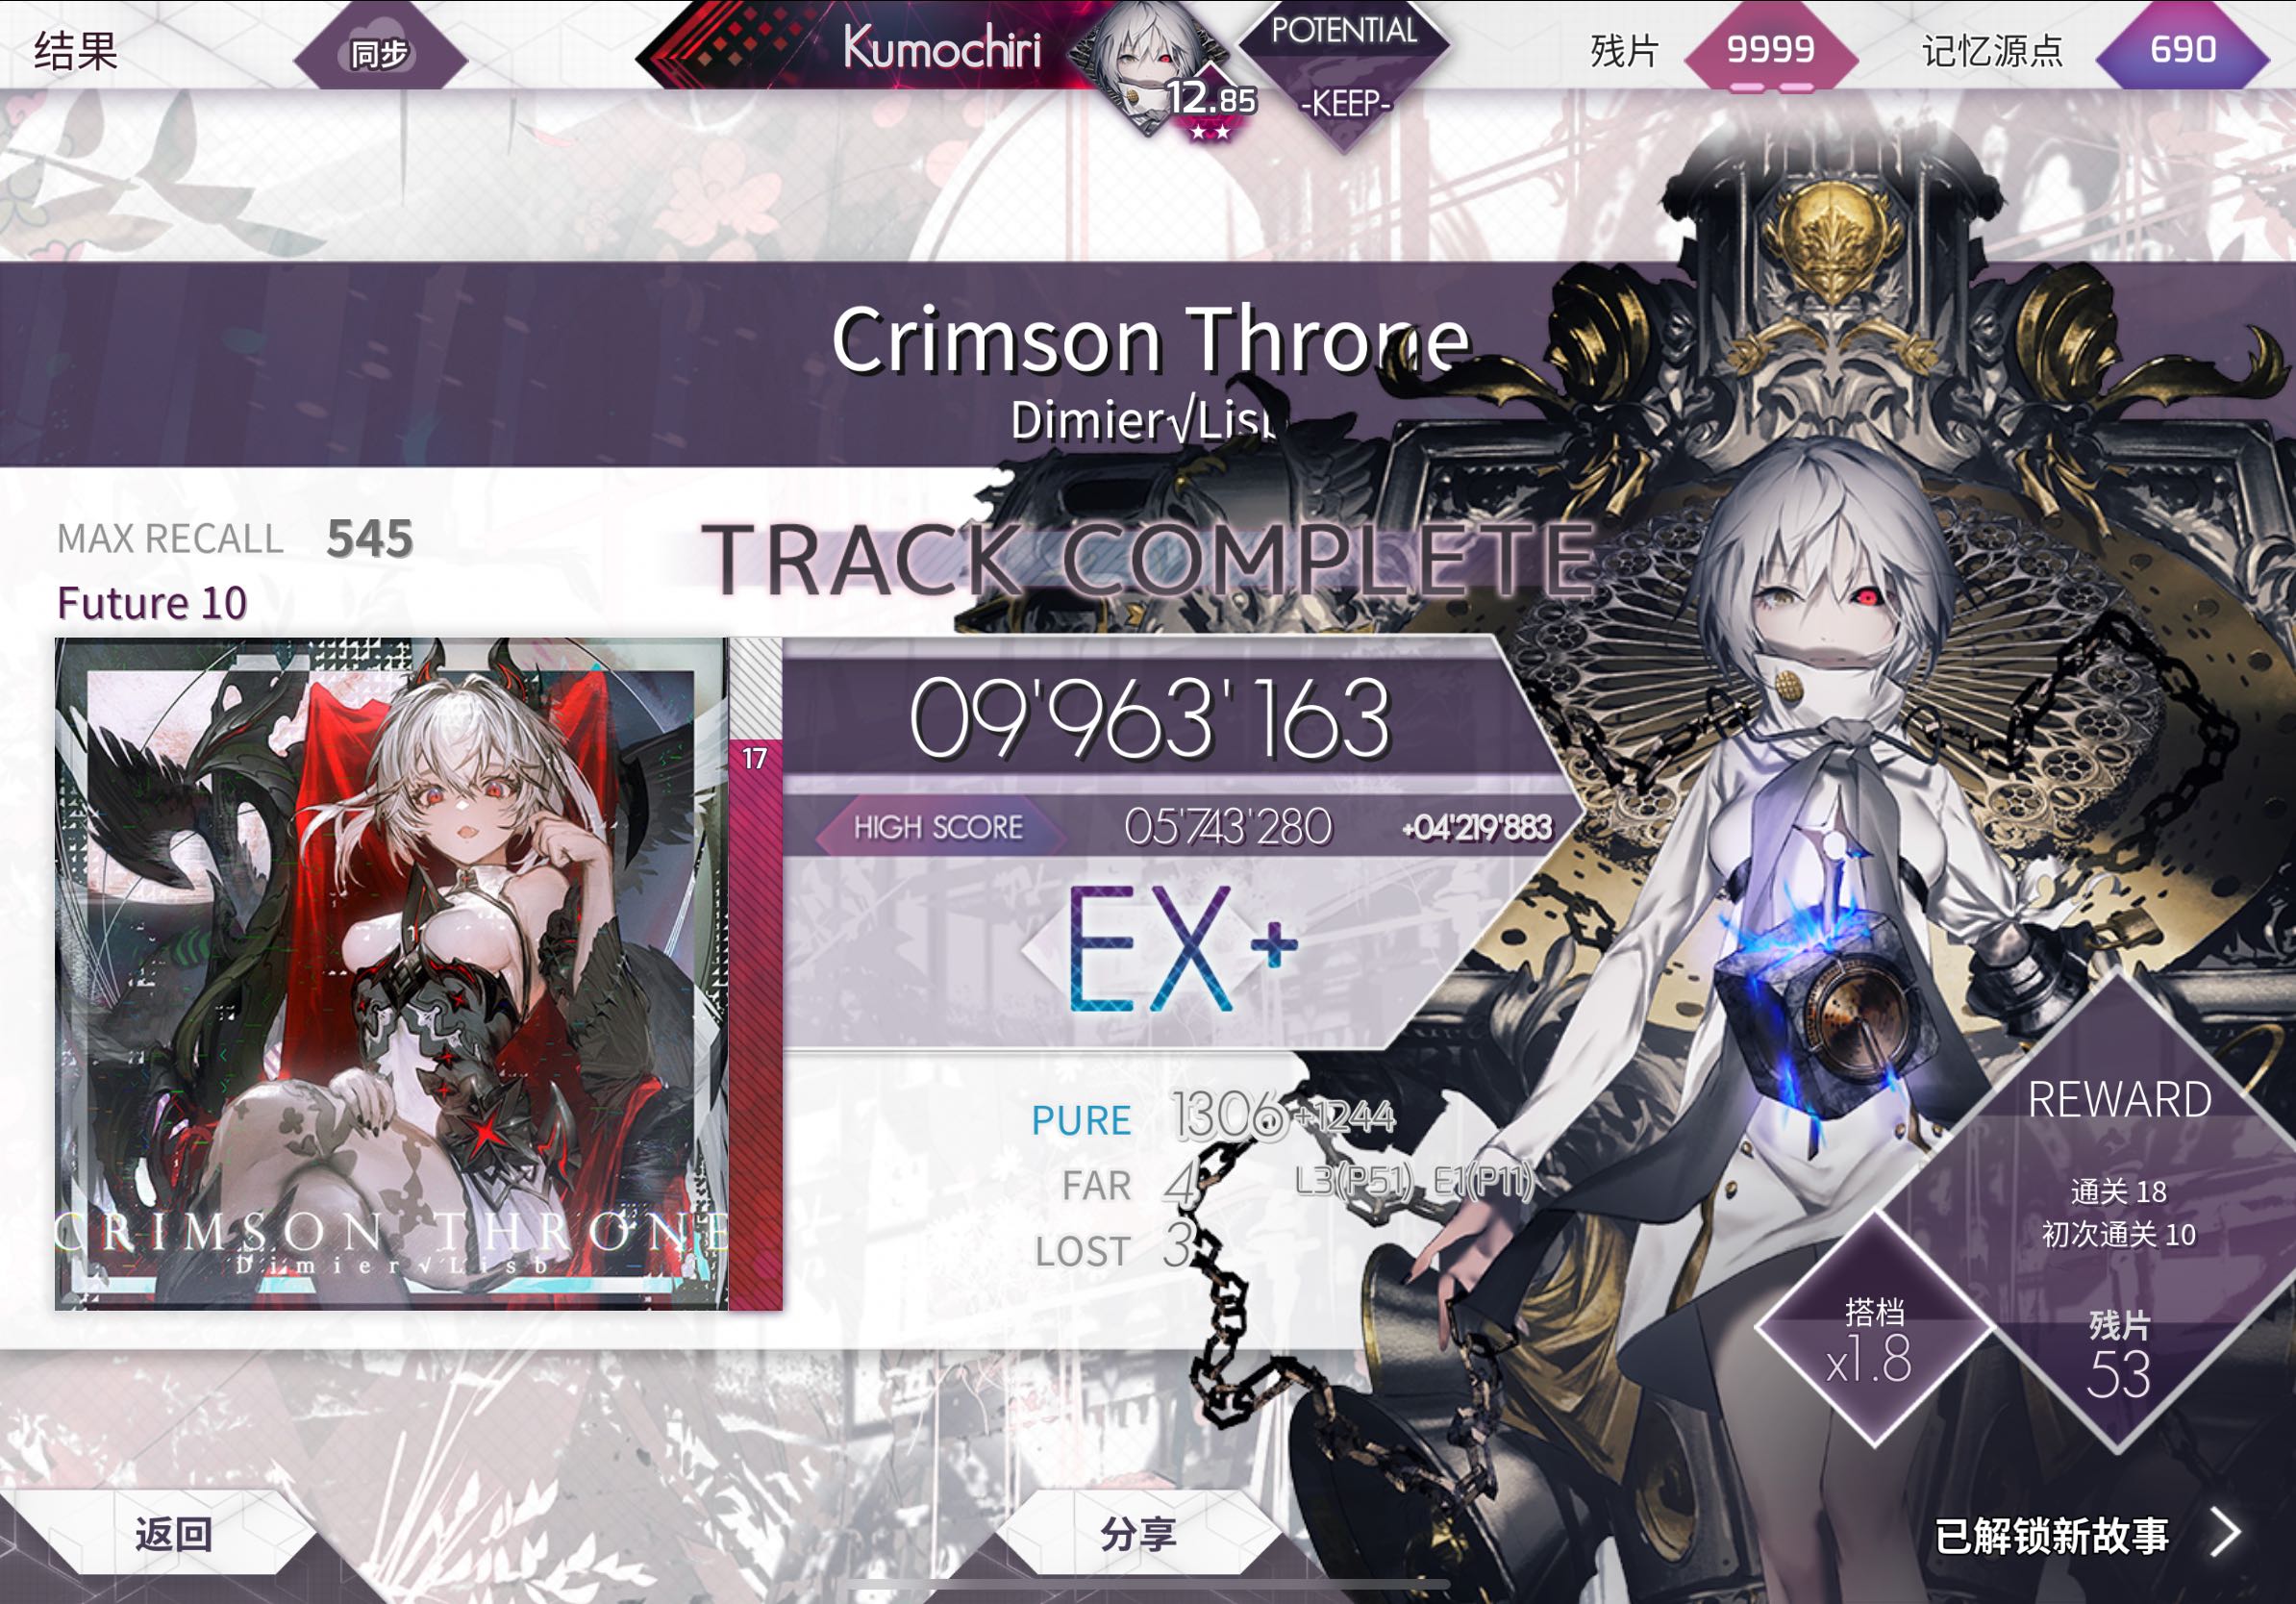 结果
同步
Kumochiri
12.85
POTENTIAL
-KEEP-
残片
9999
记忆源点
690
Crimson Throne
Dimier√Lisb
MAX RECALL 545
TRACK COMPLETE
Future 10
17
09'963'163
HIGH SCORE 05'743'280 +04'219'883
EX+
CRIMSON THRONE
Dimier√Lisb
PURE 1306+1244
FAR 4 L3(P51) E1(P11)
LOST 3
REWARD
通关 18
初次通关 10
搭档
x1.8
残片
53
返回
分享
已解锁新故事